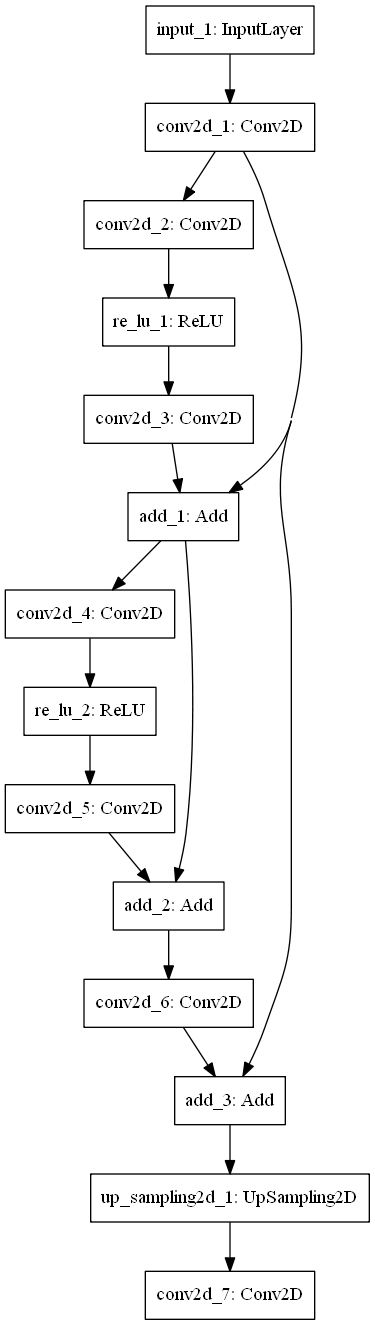 input_1: InputLayer
conv2d_1: Conv2D
conv2d_2: Conv2D
re_lu_1: ReLU
conv2d_3: Conv2D
add_1: Add
conv2d_4: Conv2D
re_lu_2: ReLU
conv2d_5: Conv2D
add_2: Add
conv2d_6: Conv2D
add_3: Add
up_sampling2d_1: UpSampling2D
conv2d_7: Conv2D